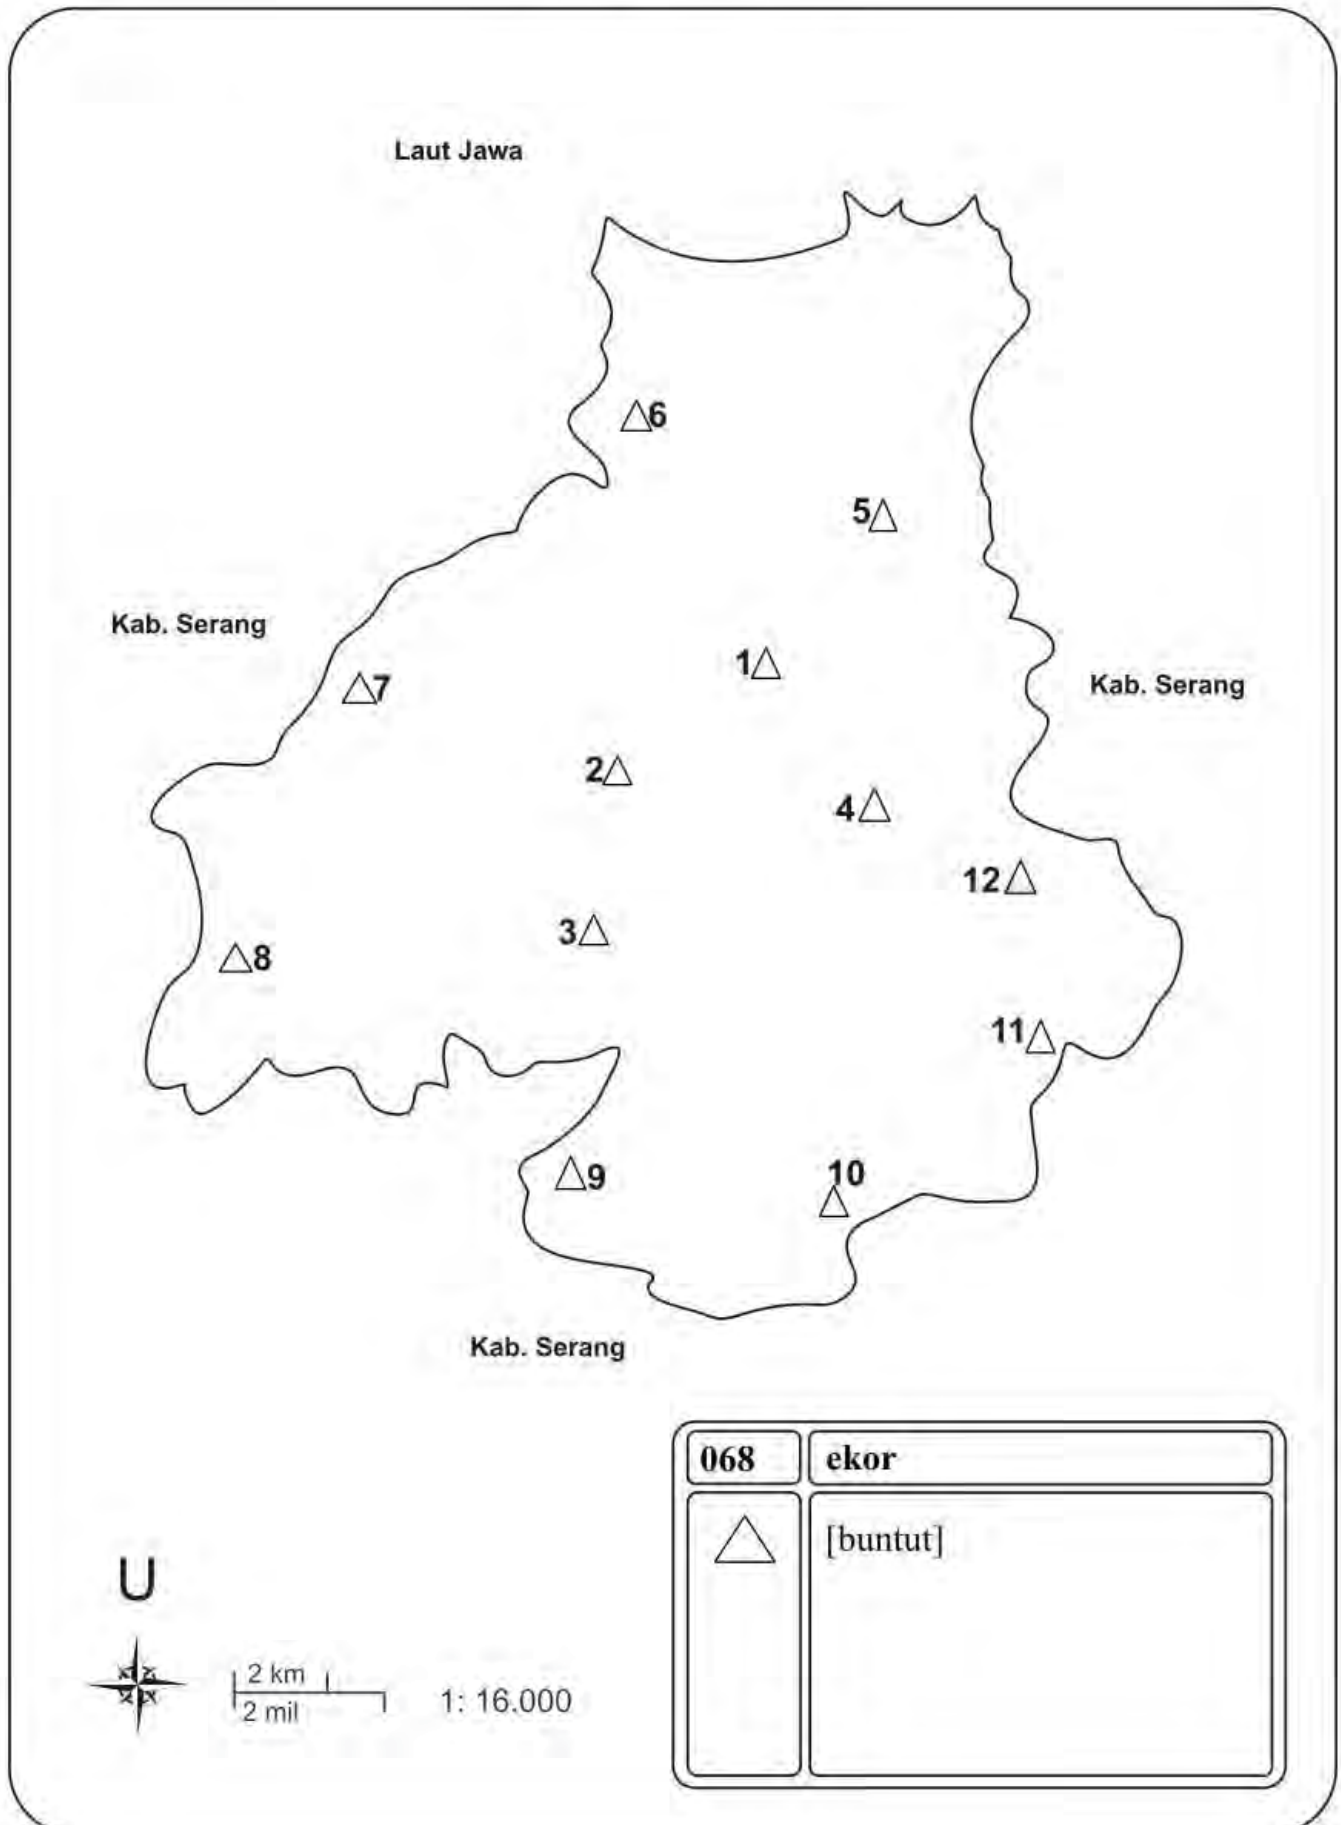 Laut Jawa
6
5
Kab. Serang
1
Kab. Serang
7
2
4
12
3
8
11
9
10
Kab. Serang
068 ekor
[buntut]
U
2 km
2 mil
1: 16.000